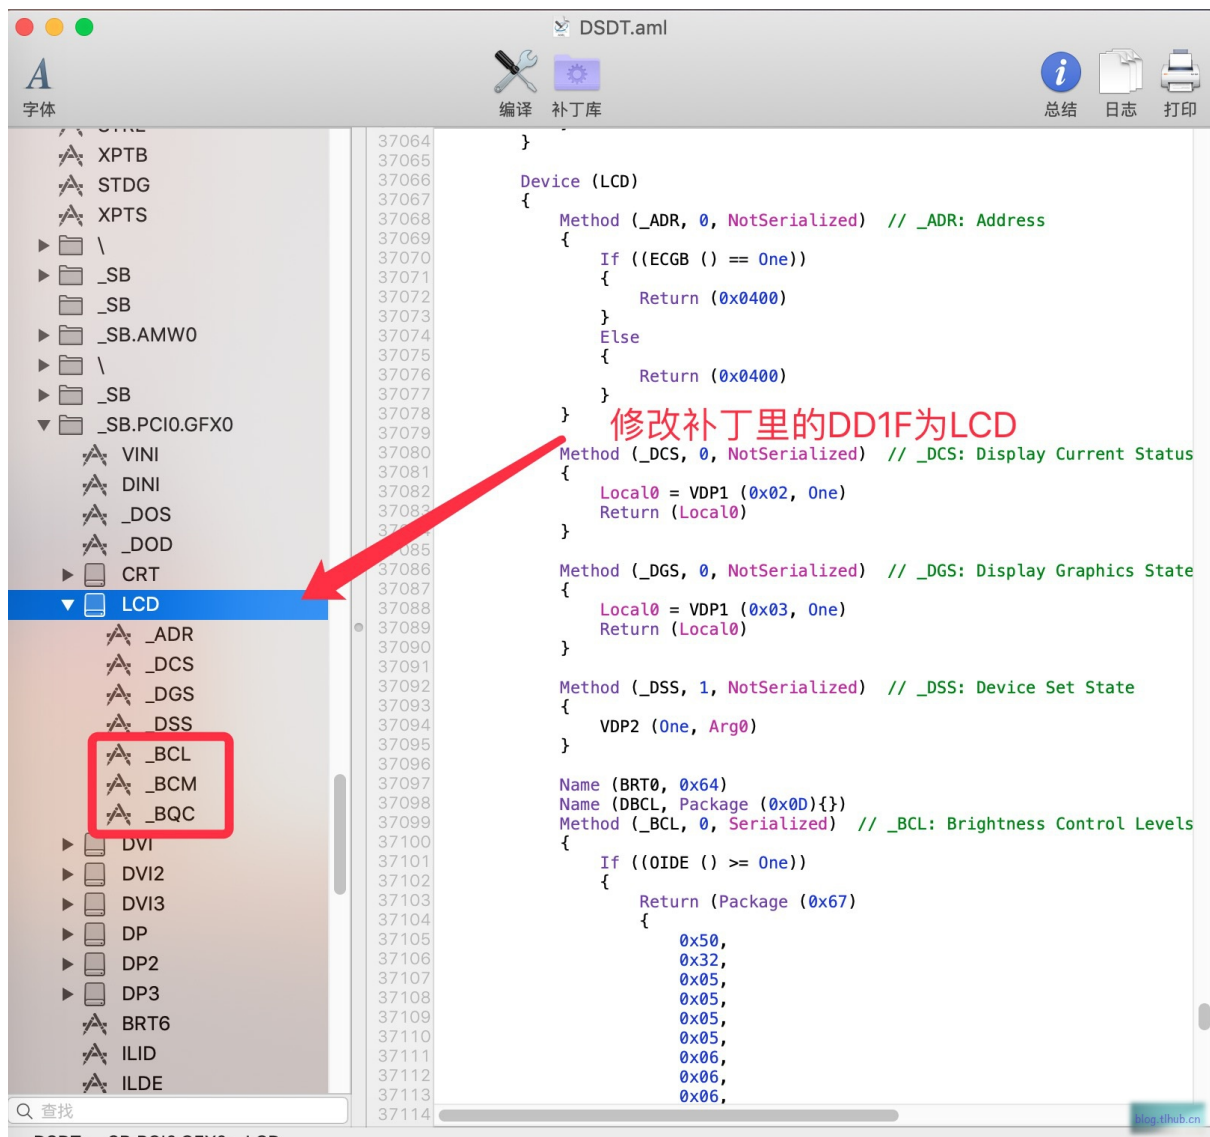 DSDT.aml
字体
编译
补丁库
总结
日志
打印
XPTB
STDG
XPTS
\
_SB
_SB
_SB.AMW0
\
_SB
_SB.PCI0.GFX0
VINI
DINI
_DOS
_DOD
CRT
LCD
_ADR
_DCS
_DGS
_DSS
_BCL
_BCM
_BQC
DVI
DVI2
DVI3
DP
DP2
DP3
BRT6
ILID
ILDE
查找
37064 }
37065
37066 Device (LCD)
37067 {
37068 Method (_ADR, 0, NotSerialized) // _ADR: Address
37069 {
37070 If ((ECGB () == One))
37071 {
37072 Return (0x0400)
37073 }
37074 Else
37075 {
37076 Return (0x0400)
37077 }
37078 }
修改补丁里的DD1F为LCD
37079
37080 Method (_DCS, 0, NotSerialized) // _DCS: Display Current Status
37081 {
37082 Local0 = VDP1 (0x02, One)
37083 Return (Local0)
}
37086 Method (_DGS, 0, NotSerialized) // _DGS: Display Graphics State
37087 {
37088 Local0 = VDP1 (0x03, One)
37089 Return (Local0)
37090 }
37091
37092 Method (_DSS, 1, NotSerialized) // _DSS: Device Set State
37093 {
37094 VDP2 (One, Arg0)
37095 }
37096
37097 Name (BRT0, 0x64)
37098 Name (DBCL, Package (0x0D){})
37099 Method (_BCL, 0, Serialized) // _BCL: Brightness Control Levels
37100 {
37101 If ((OIDE () >= One))
37102 {
37103 Return (Package (0x67)
37104 {
37105 0x50,
37106 0x32,
37107 0x05,
37108 0x05,
37109 0x05,
37110 0x05,
37111 0x06,
37112 0x06,
37113 0x06,
37114
blog.tlhub.cn